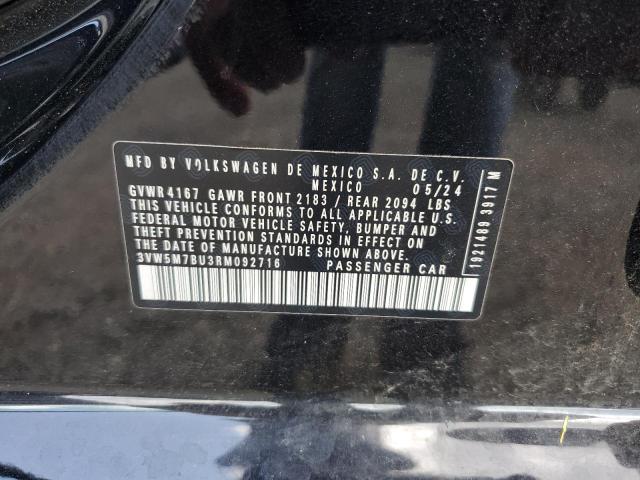 MFD BY VOLKSWAGEN DE MEXICO S.A. DE C.V.
MEXICO 05/24
GVWR 4167 GAWR FRONT 2183 / REAR 2094 LBS
THIS VEHICLE CONFORMS TO ALL APPLICABLE U.S.
FEDERAL MOTOR VEHICLE SAFETY, BUMPER AND
THEFT PREVENTION STANDARDS IN EFFECT ON
THE DATE OF MANUFACTURE SHOWN ABOVE.
3VW5M7BU3RM092716 PASSENGER CAR
1921489 3917 M